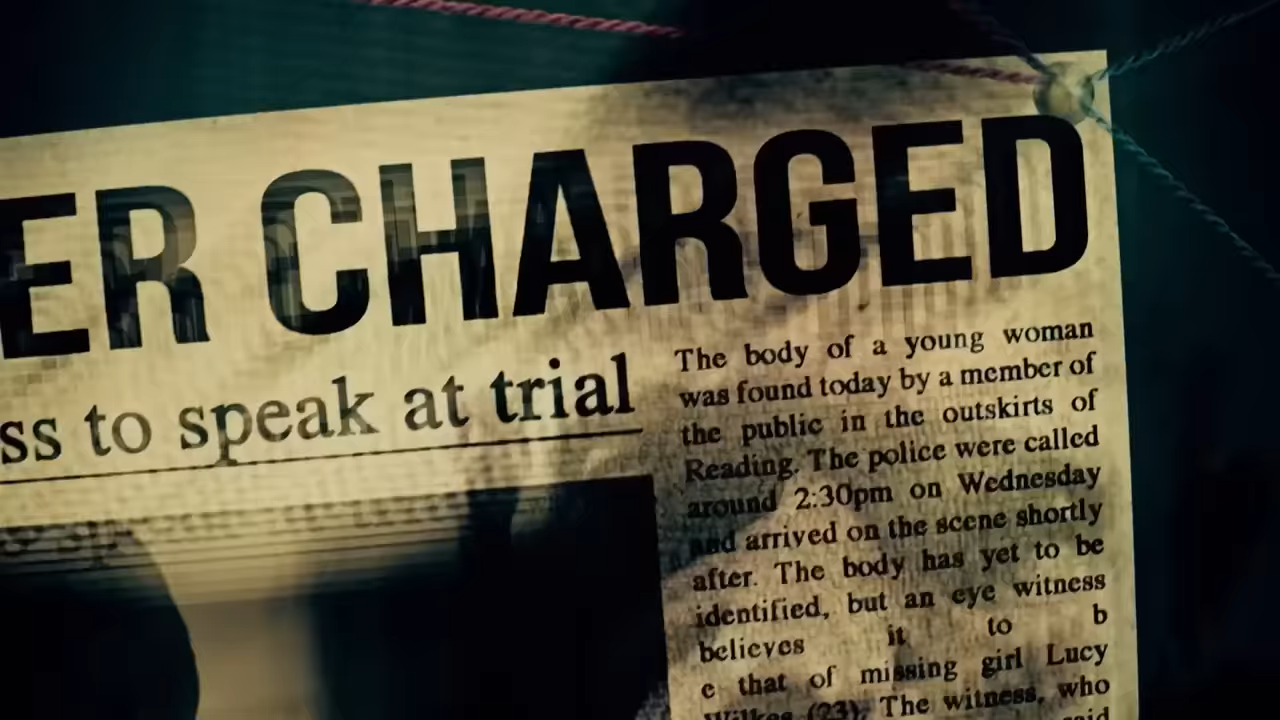 ER CHARGED
ss to speak at trial
The body of a young woman
was found today by a member of
the public in the outskirts of
Reading. The police were called
around 2:30pm on Wednesday
and arrived on the scene shortly
after. The body has yet to be
identified, but an eye witness
believes it to b
e that of missing girl Lucy
Wilkes (23). The witness, who
said